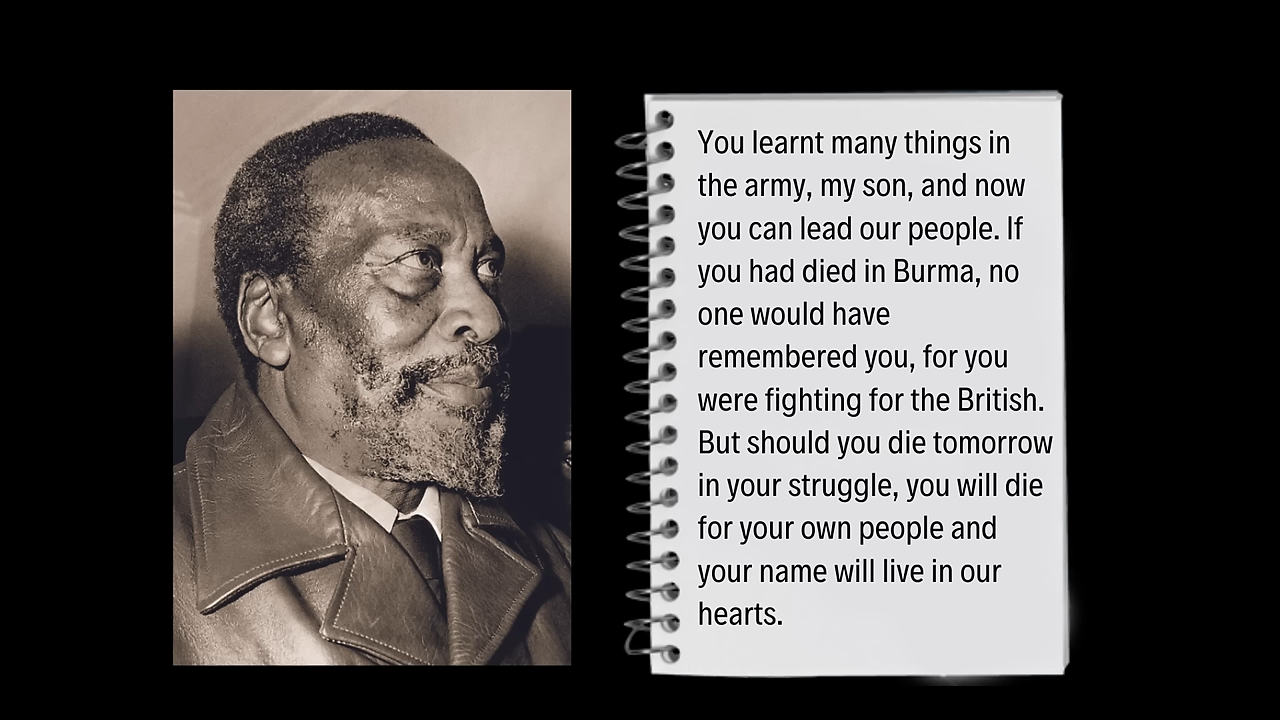 You learnt many things in
the army, my son, and now
you can lead our people. If
you had died in Burma, no
one would have
remembered you, for you
were fighting for the British.
But should you die tomorrow
in your struggle, you will die
for your own people and
your name will live in our
hearts.